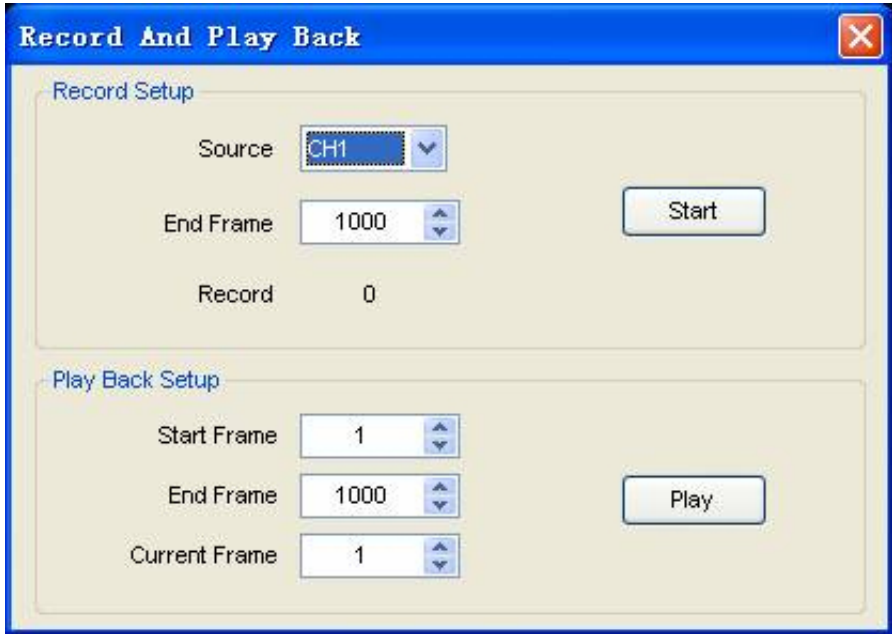 Record And Play Back
Record Setup
Source CH1
End Frame 1000
Start
Record 0
Play Back Setup
Start Frame 1
End Frame 1000
Play
Current Frame 1